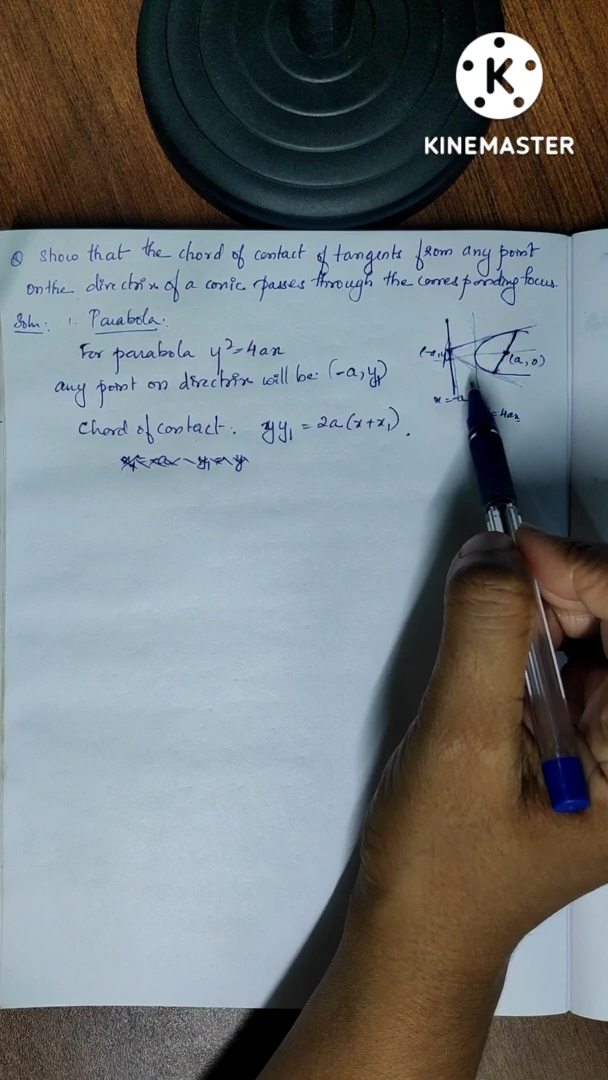 K
KINEMASTER
Q Show that the chord of contact of tangents from any point
on the directrix of a conic passes through the corresponding focus.
Soln: 1. Parabola:
For parabola y²=4ax
any point on directrix will be: (-a, y₁)
Chord of contact: yy₁ = 2a(x+x₁).
(a, 0)
x=-a
=4ax